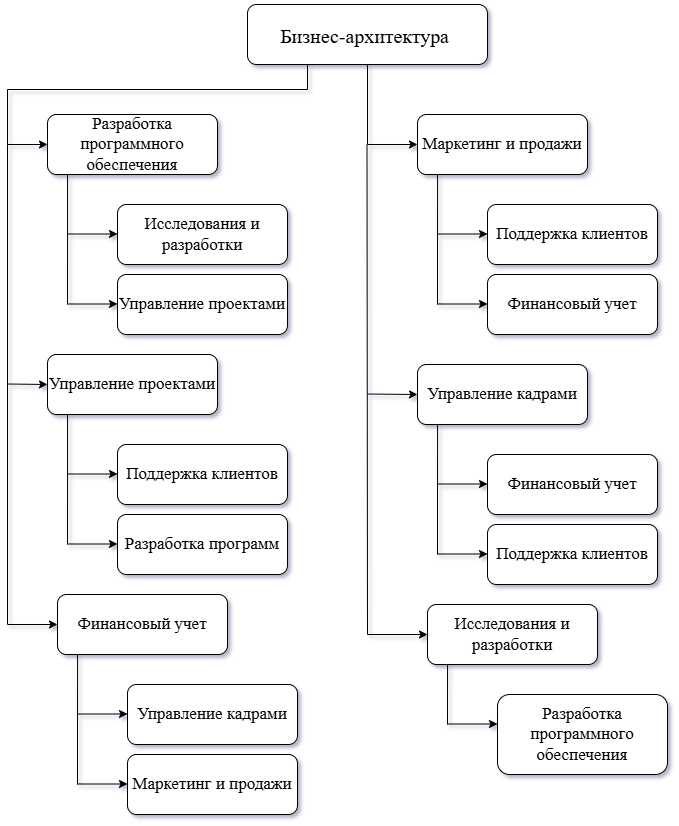 Бизнес-архитектура
Разработка
программного
обеспечения
Исследования и
разработки
Управление проектами
Управление проектами
Поддержка клиентов
Разработка программ
Финансовый учет
Управление кадрами
Маркетинг и продажи
Маркетинг и продажи
Поддержка клиентов
Финансовый учет
Управление кадрами
Финансовый учет
Поддержка клиентов
Исследования и
разработки
Разработка
программного
обеспечения